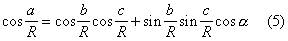 cos a/R = cos b/R cos c/R + sin b/R sin c/R cos α (5)